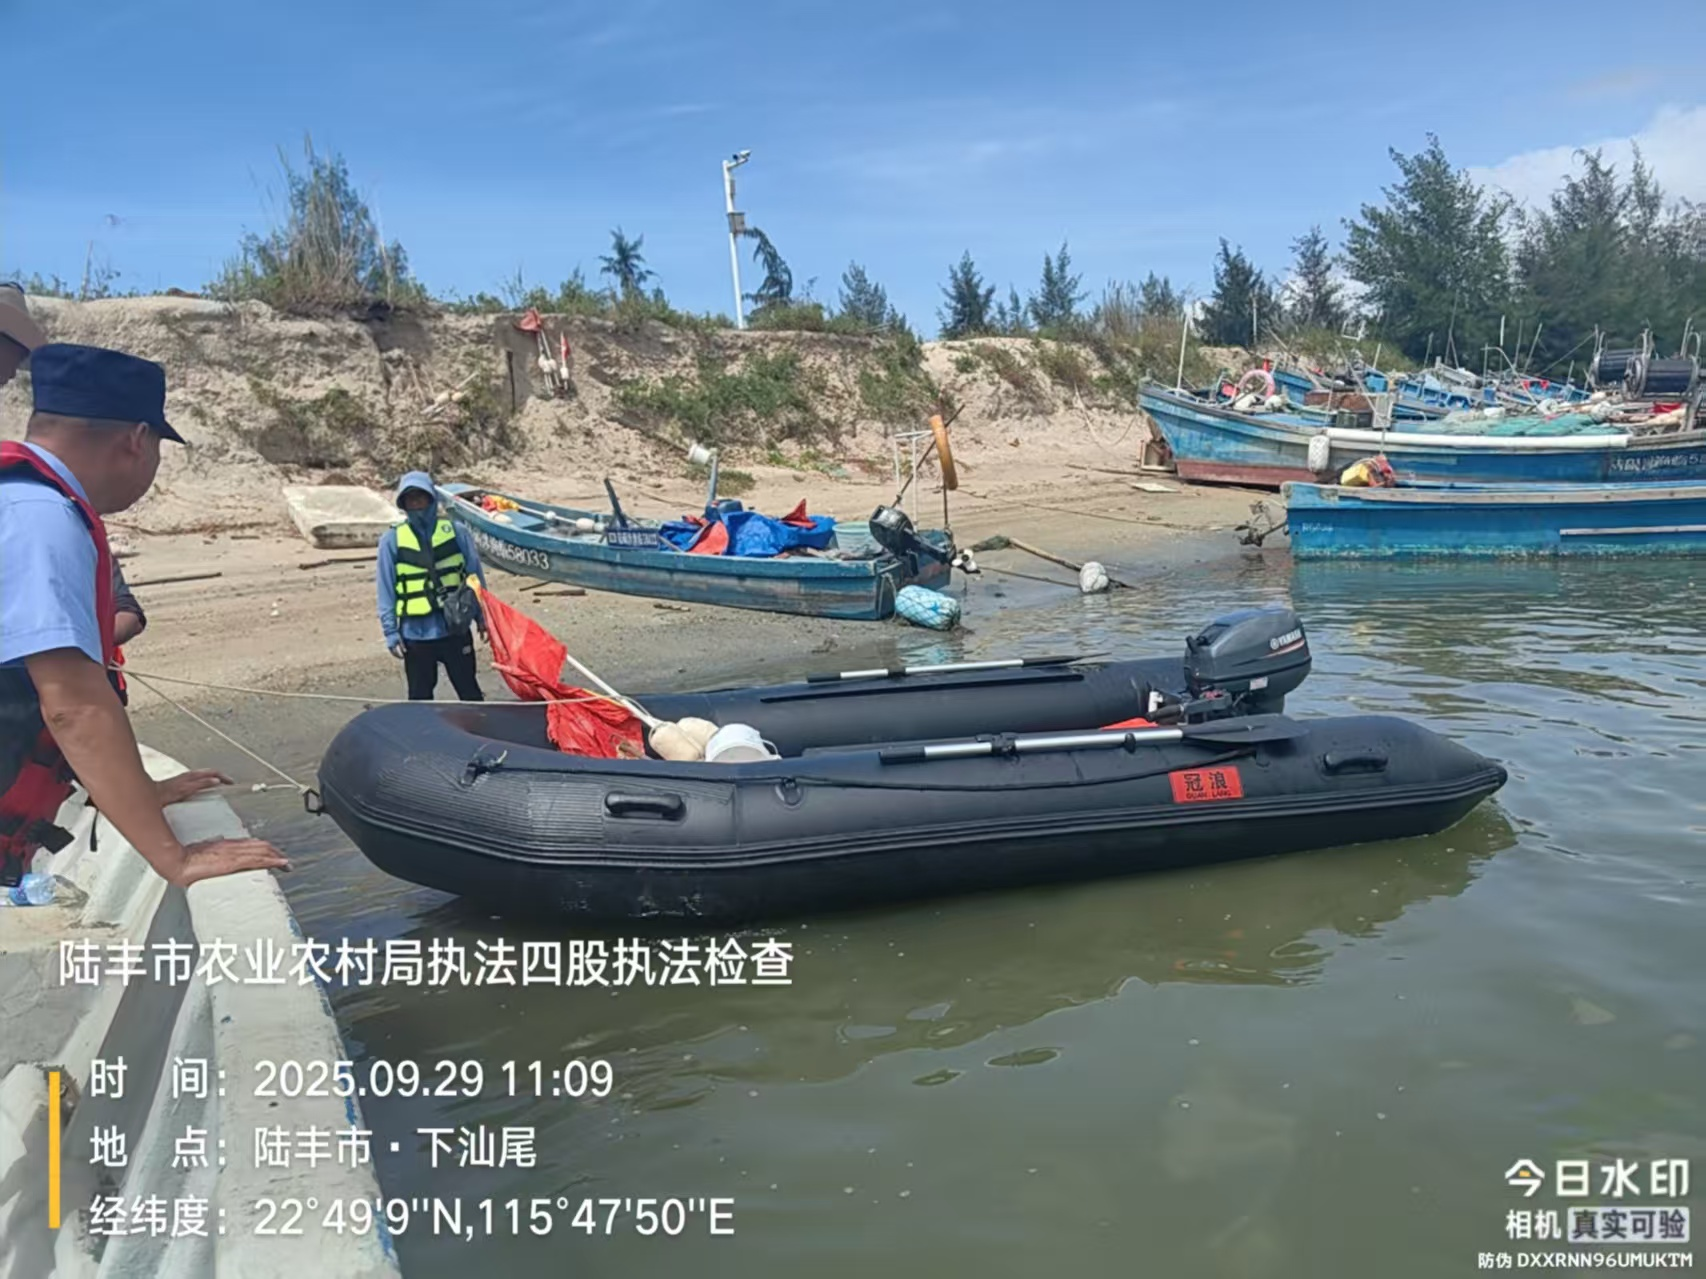 58033
YAMAHA
冠浪
GUAN LANG
陆丰市农业农村局执法四股执法检查
时 间：2025.09.29 11:09
地 点：陆丰市·下汕尾
经纬度：22°49'9"N,115°47'50"E
今日水印
相机 真实可验
防伪 DXXRNN96UMUKTM